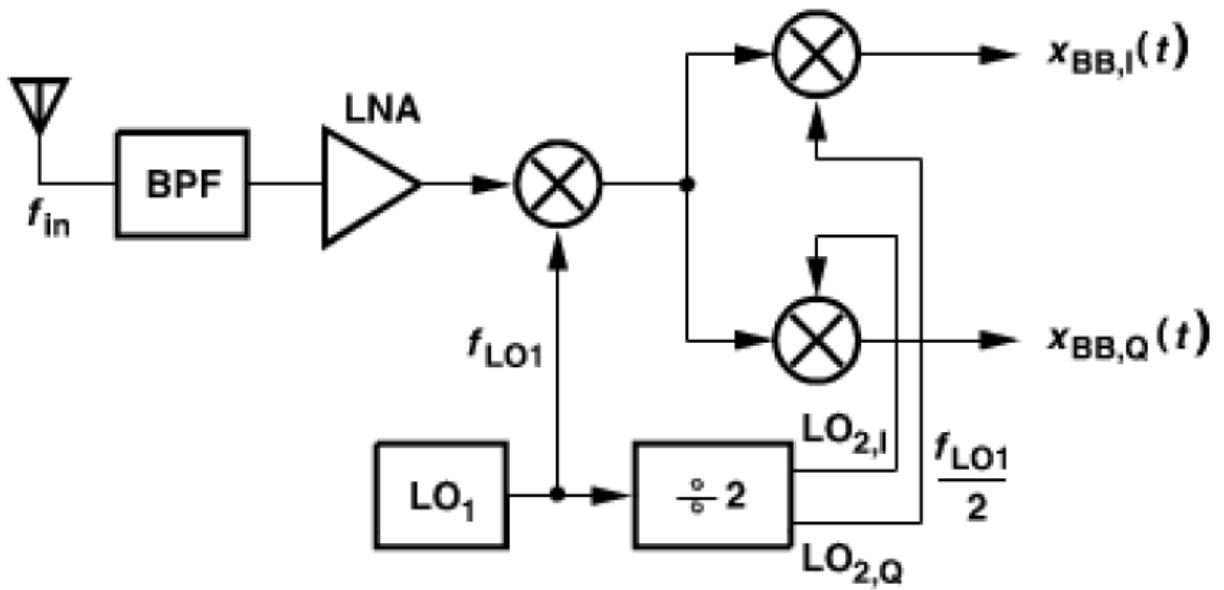 x_BB,I(t)
LNA
BPF
f_in
f_LO1
x_BB,Q(t)
LO_2,I
f_LO1
2
LO_1
÷ 2
LO_2,Q